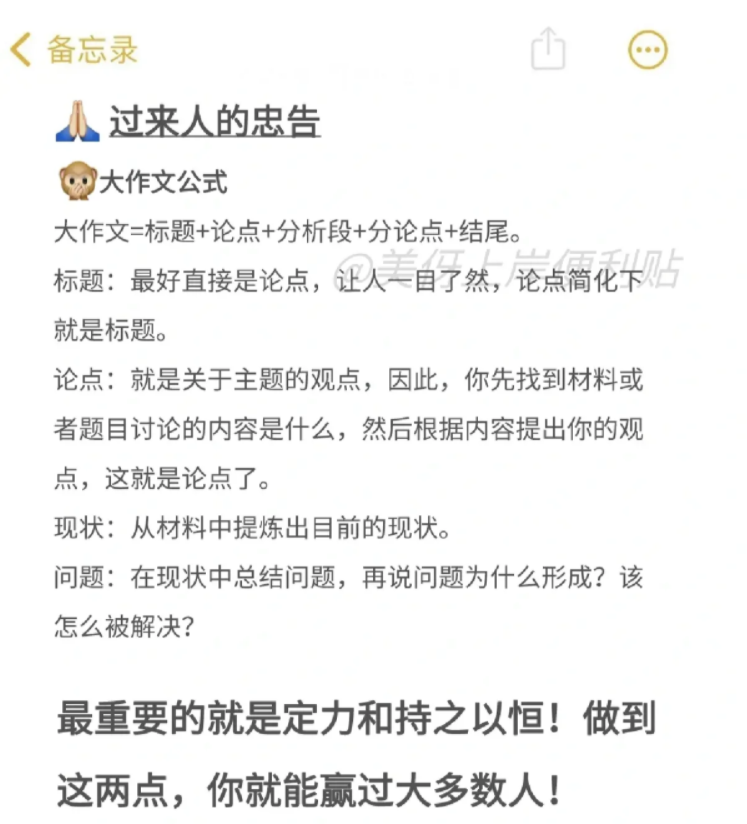 备忘录
🙏🏻 过来人的忠告
🙊大作文公式
大作文=标题+论点+分析段+分论点+结尾。
@美仔上岸便利贴
标题：最好直接是论点，让人一目了然，论点简化下
就是标题。
论点：就是关于主题的观点，因此，你先找到材料或
者题目讨论的内容是什么，然后根据内容提出你的观
点，这就是论点了。
现状：从材料中提炼出目前的现状。
问题：在现状中总结问题，再说问题为什么形成？该
怎么被解决？
最重要的就是定力和持之以恒！做到
这两点，你就能赢过大多数人！